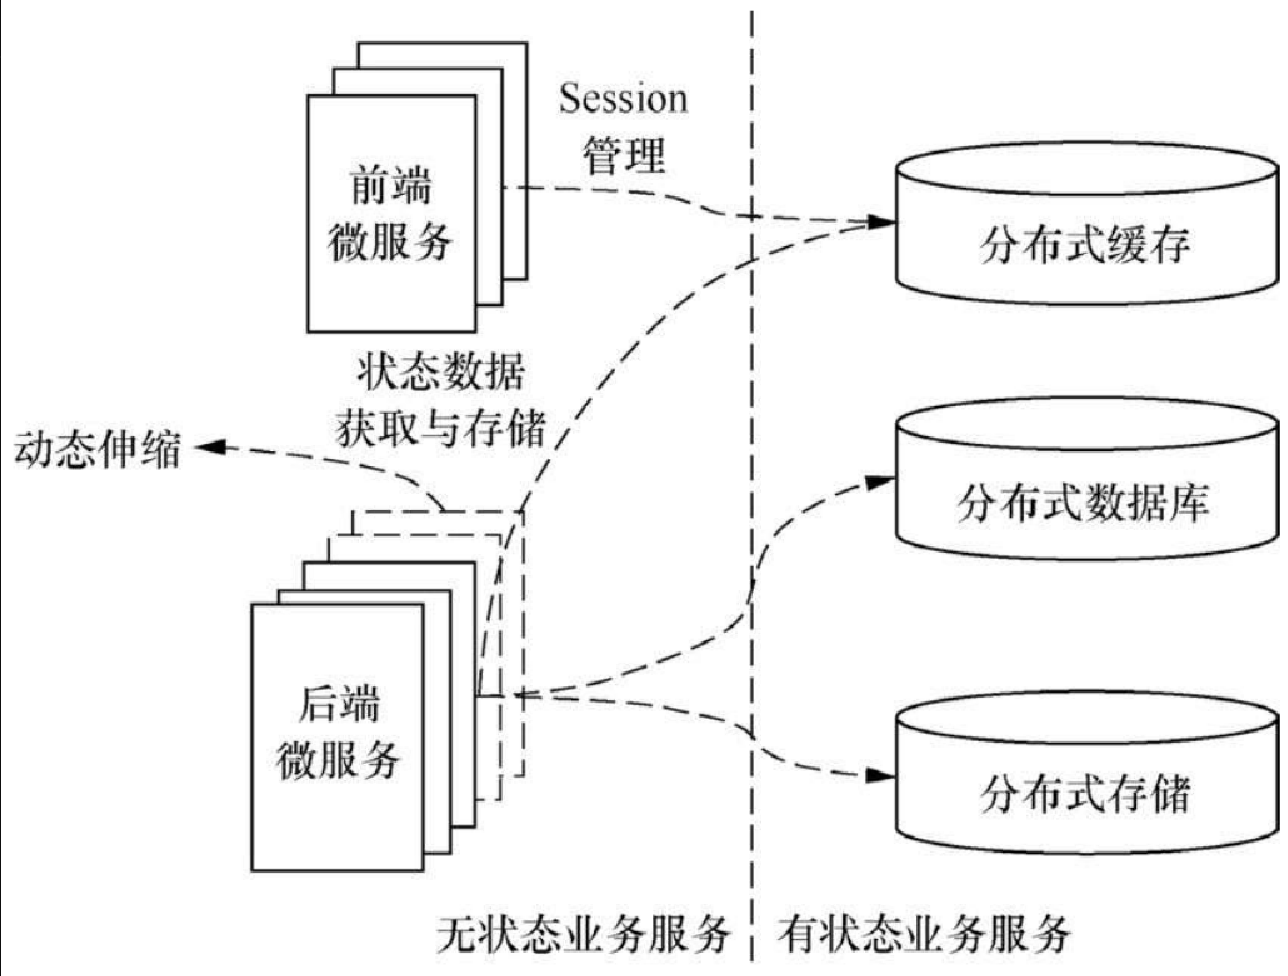 Session
管理
前端
微服务
分布式缓存
状态数据
获取与存储
动态伸缩
分布式数据库
后端
微服务
分布式存储
无状态业务服务
有状态业务服务